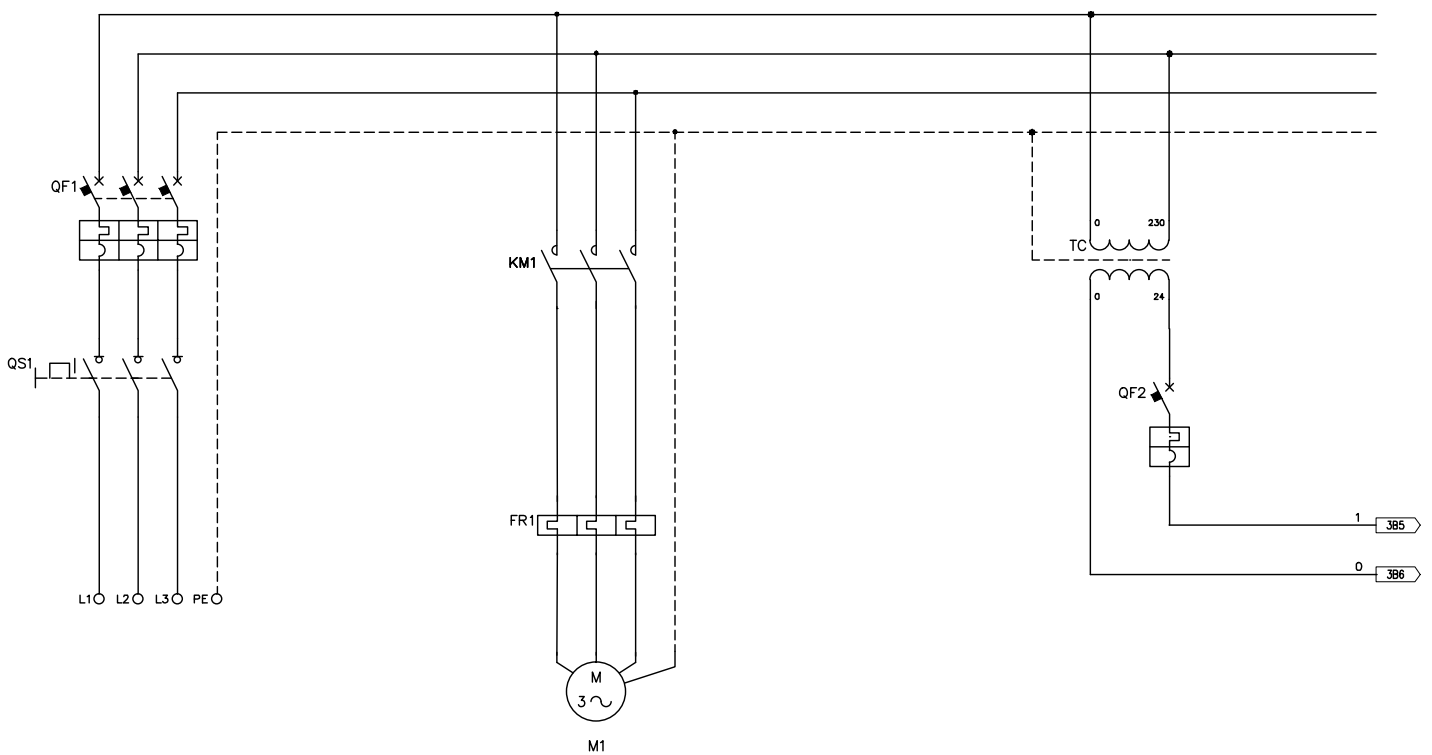 QF1
0 230
TC
KM1
0 24
QS1
QF2
FR1
1 3B5
0 3B6
L1 L2 L3 PE
M
3
M1